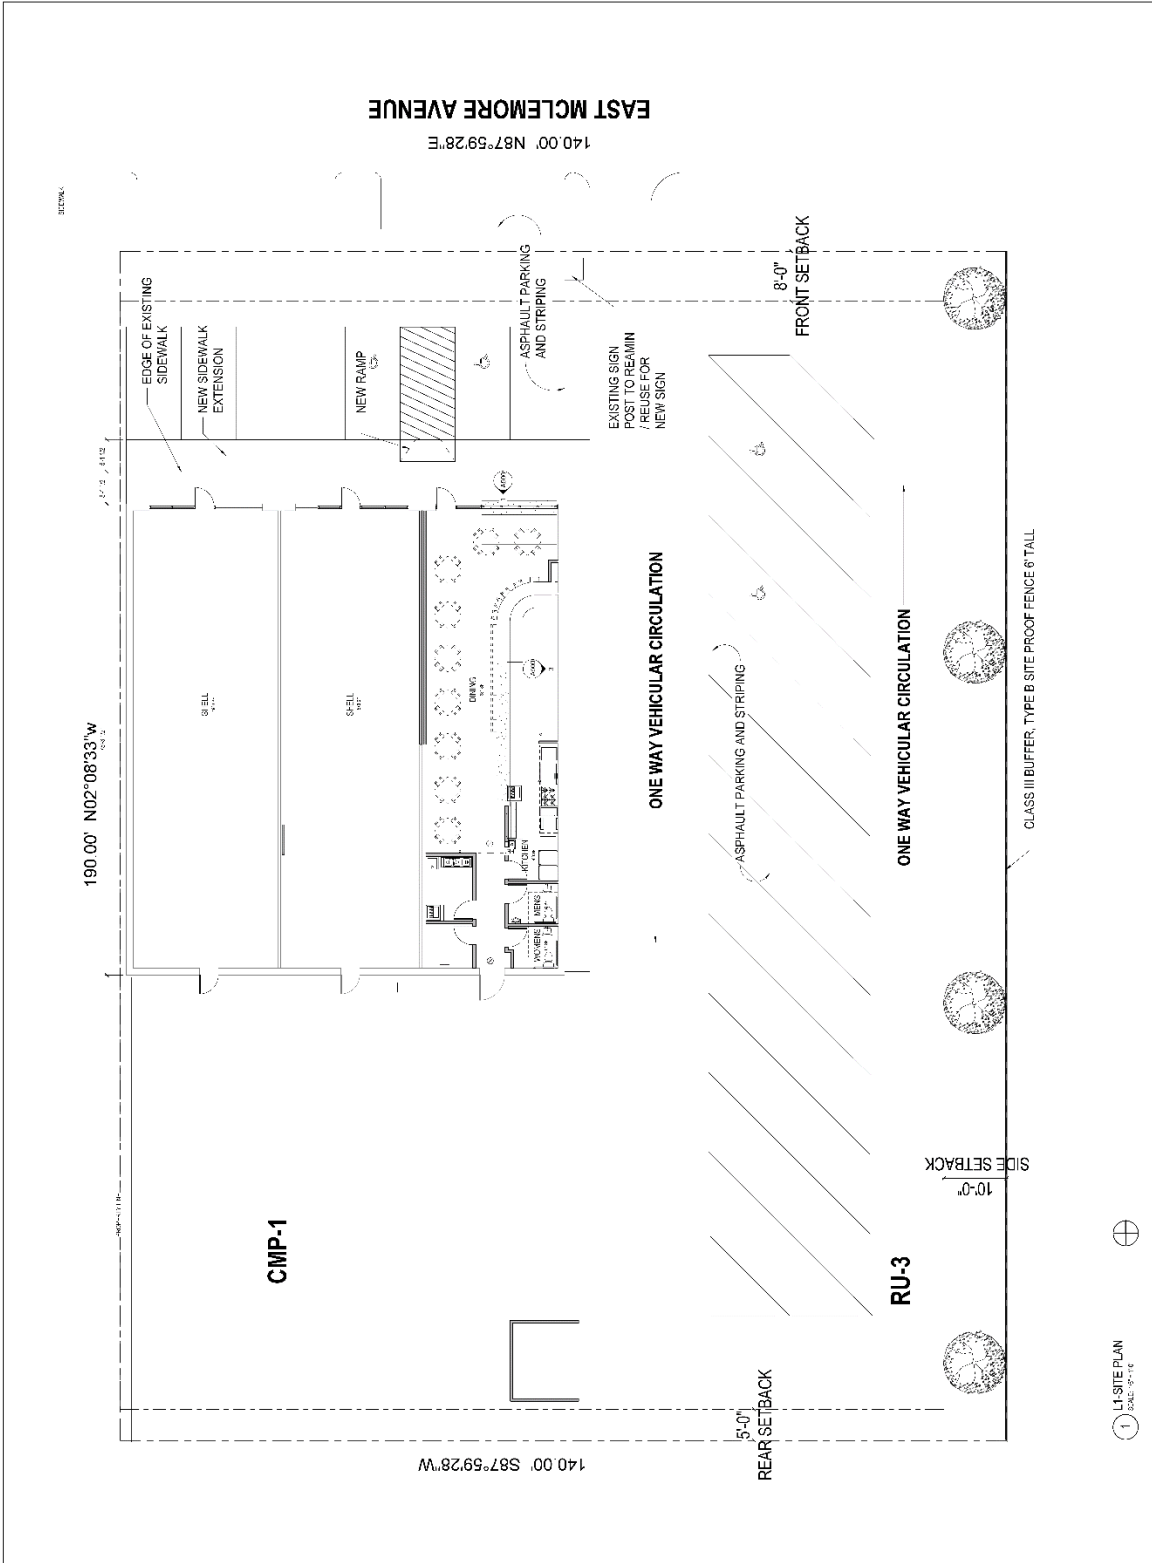 EAST MCLEMORE AVENUE
140.00' N87°59'28"E
SIDEWALK
EDGE OF EXISTING
SIDEWALK
NEW SIDEWALK
EXTENSION
NEW RAMP
ASPHAULT PARKING
AND STRIPING
EXISTING SIGN
POST TO REAMIN
/ REUSE FOR
NEW SIGN
8'-0"
FRONT SETBACK
190.00' N02°08'33"w
SHELL
SHELL
DINING
KITCHEN
MENS
WOMENS
ONE WAY VEHICULAR CIRCULATION
ASPHAULT PARKING AND STRIPING
ONE WAY VEHICULAR CIRCULATION
CLASS III BUFFER, TYPE B SITE PROOF FENCE 6' TALL
SIDE SETBACK
10'-0"
PROPERTY LINE
CMP-1
RU-3
5'-0"
REAR SETBACK
140.00' S87°59'28"W
1
L1-SITE PLAN